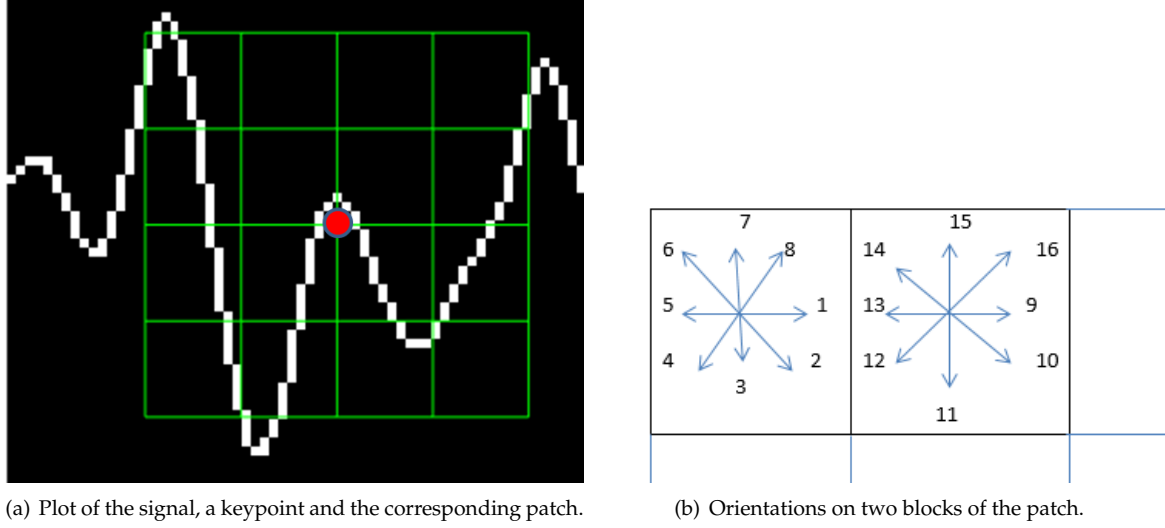 7 15
6 8 14 16
5 1 13 9
4 2 12 10
3
11
(a) Plot of the signal, a keypoint and the corresponding patch.
(b) Orientations on two blocks of the patch.